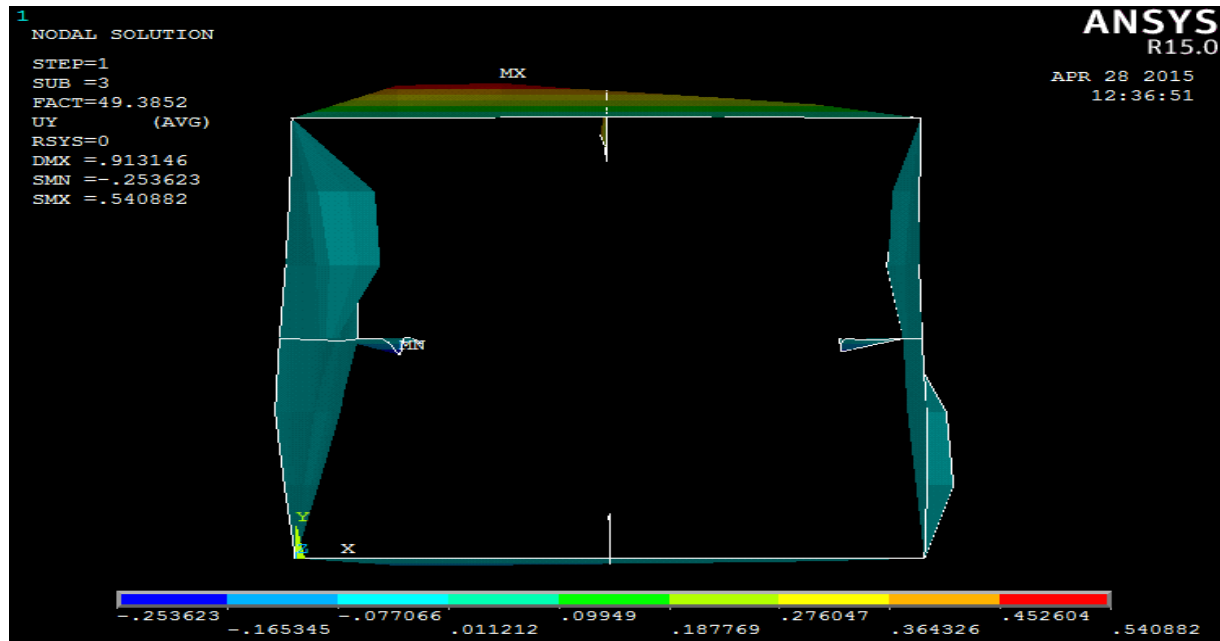 1
NODAL SOLUTION
STEP=1
SUB =3
FACT=49.3852
UY (AVG)
RSYS=0
DMX =.913146
SMN =-.253623
SMX =.540882
ANSYS
R15.0
APR 28 2015
12:36:51
MX
MN
Y
Z
X
-.253623 -.077066 .09949 .276047 .452604
-.165345 .011212 .187769 .364326 .540882